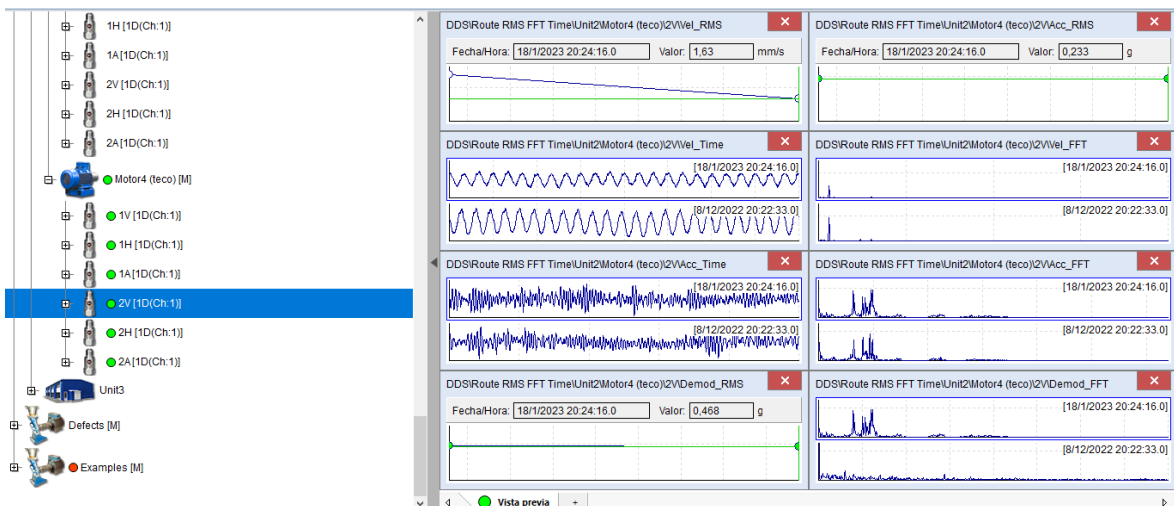 1H [1D(Ch:1)]
1A[1D(Ch:1)]
2V [1D(Ch:1)]
2H [1D(Ch:1)]
2A[1D(Ch:1)]
Motor4 (teco) [M]
1V [1D(Ch:1)]
1H [1D(Ch:1)]
1A[1D(Ch:1)]
2V [1D(Ch:1)]
2H [1D(Ch:1)]
2A[1D(Ch:1)]
Unit3
Defects [M]
Examples [M]
DDS\Route RMS FFT Time\Unit2\Motor4 (teco)\2V\Vel_RMS
Fecha/Hora: 18/1/2023 20:24:16.0 Valor: 1,63 mm/s
DDS\Route RMS FFT Time\Unit2\Motor4 (teco)\2V\Acc_RMS
Fecha/Hora: 18/1/2023 20:24:16.0 Valor: 0,233 g
DDS\Route RMS FFT Time\Unit2\Motor4 (teco)\2V\Vel_Time
[18/1/2023 20:24:16.0]
[8/12/2022 20:22:33.0]
DDS\Route RMS FFT Time\Unit2\Motor4 (teco)\2V\Vel_FFT
[18/1/2023 20:24:16.0]
[8/12/2022 20:22:33.0]
DDS\Route RMS FFT Time\Unit2\Motor4 (teco)\2V\Acc_Time
[18/1/2023 20:24:16.0]
[8/12/2022 20:22:33.0]
DDS\Route RMS FFT Time\Unit2\Motor4 (teco)\2V\Acc_FFT
[18/1/2023 20:24:16.0]
[8/12/2022 20:22:33.0]
DDS\Route RMS FFT Time\Unit2\Motor4 (teco)\2V\Demod_RMS
Fecha/Hora: 18/1/2023 20:24:16.0 Valor: 0,468 g
DDS\Route RMS FFT Time\Unit2\Motor4 (teco)\2V\Demod_FFT
[18/1/2023 20:24:16.0]
[8/12/2022 20:22:33.0]
Vista previa +